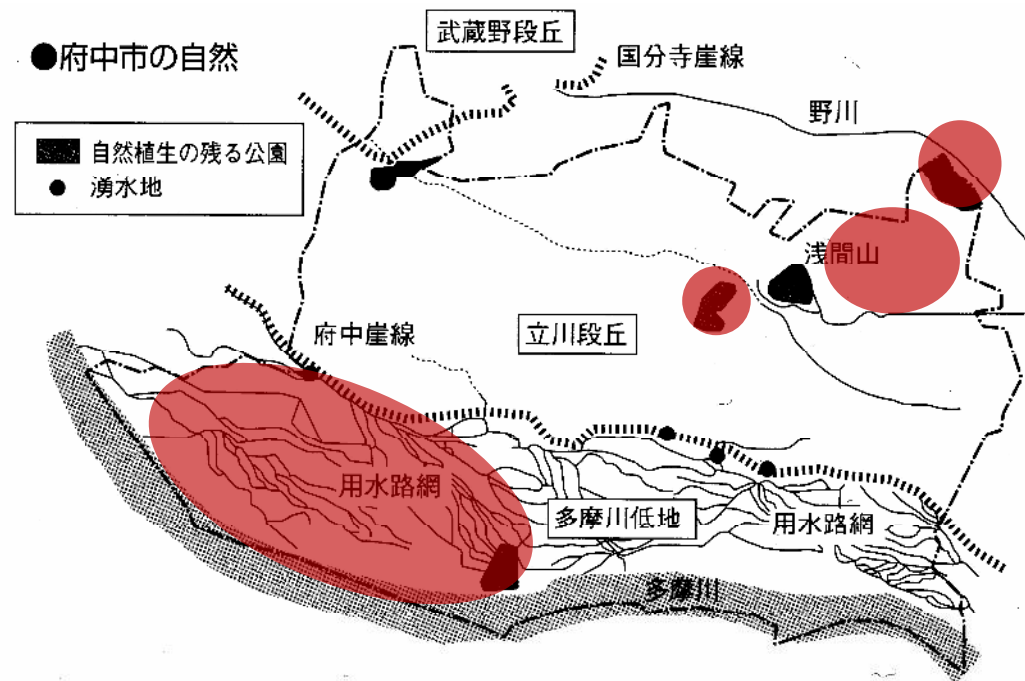 ●府中市の自然
武蔵野段丘
国分寺崖線
野川
自然植生の残る公園
湧水地
浅間山
府中崖線
立川段丘
用水路網
多摩川低地
用水路網
多摩川